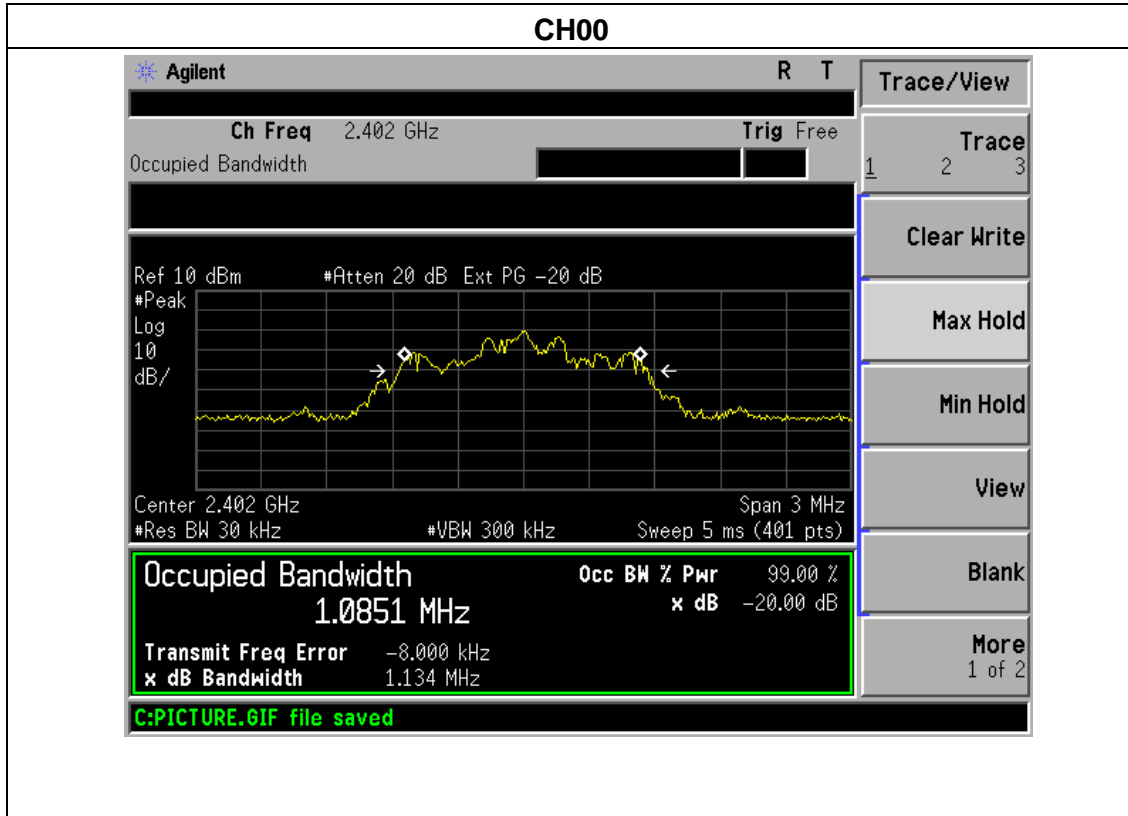 CH00
Agilent R T
Trace/View
Ch Freq 2.402 GHz Trig Free
Occupied Bandwidth
Trace
1 2 3
Clear Write
Ref 10 dBm #Atten 20 dB Ext PG −20 dB
#Peak
Log
10
dB/
Max Hold
Min Hold
View
Center 2.402 GHz Span 3 MHz
#Res BW 30 kHz #VBW 300 kHz Sweep 5 ms (401 pts)
Occupied Bandwidth Occ BW % Pwr 99.00 %
1.0851 MHz x dB −20.00 dB
Blank
Transmit Freq Error −8.000 kHz
x dB Bandwidth 1.134 MHz
More
1 of 2
C:PICTURE.GIF file saved